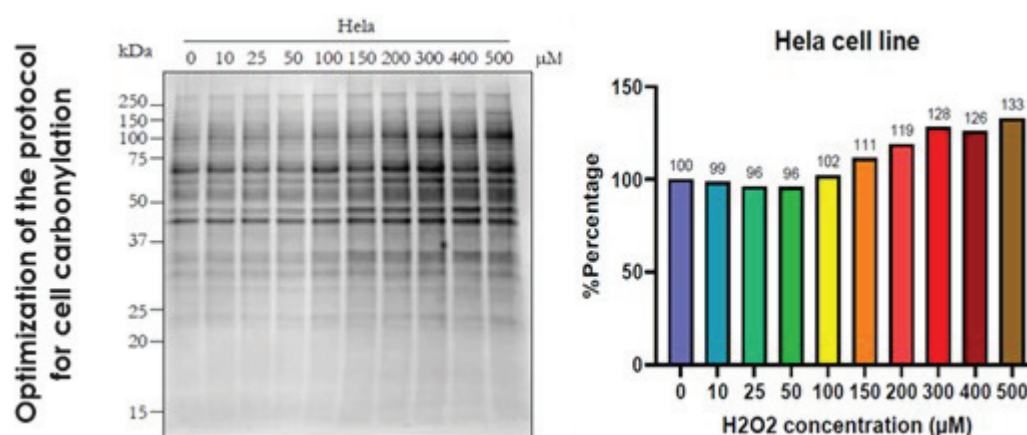 Optimization of the protocol
for cell carbonylation
Hela
kDa 0 10 25 50 100 150 200 300 400 500 µM
250
150
100
75
50
37
25
20
15
Hela cell line
150
100
50
0
%Percentage
100 99 96 96 102 111 119 128 126 133
0 10 25 50 100 150 200 300 400 500
H2O2 concentration (µM)